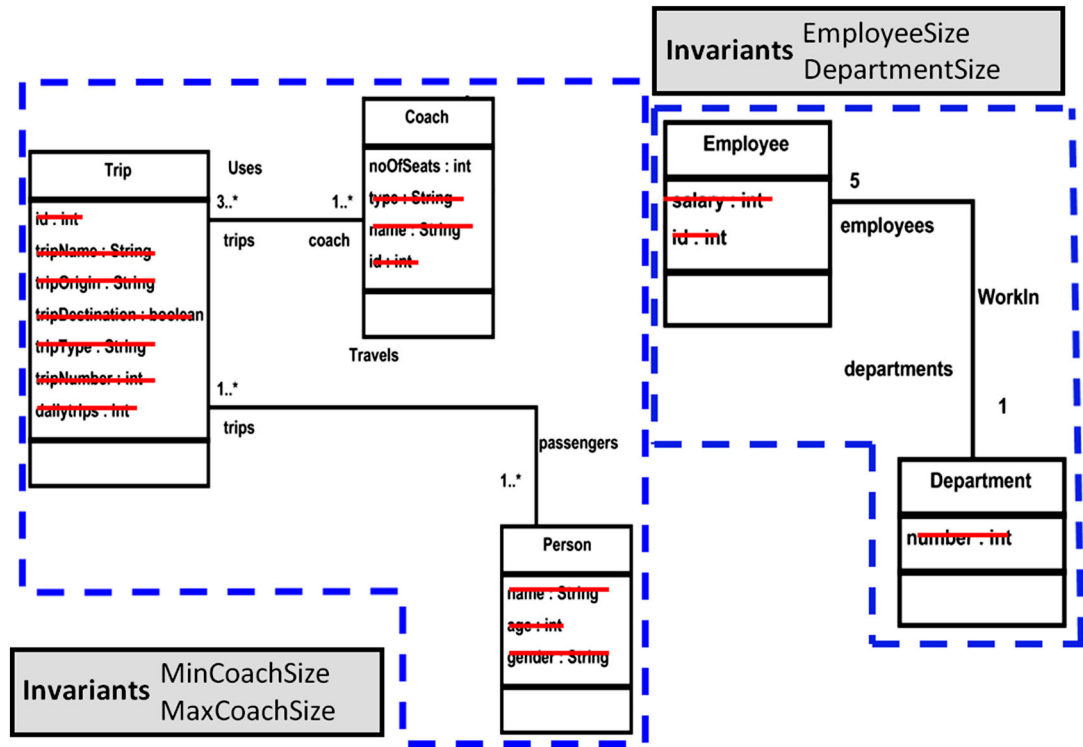 Invariants EmployeeSize
DepartmentSize
Coach
noOfSeats : int
type : String
name : String
id : int
Trip
id : int
tripName : String
tripOrigin : String
tripDestination : boolean
tripType : String
tripNumber : int
dailytrips : int
Uses
3..*
1..*
trips
coach
Travels
1..*
trips
passengers
1..*
Person
name : String
age : int
gender : String
Employee
salary : int
id : int
5
employees
WorkIn
departments
1
Department
number : int
Invariants MinCoachSize
MaxCoachSize